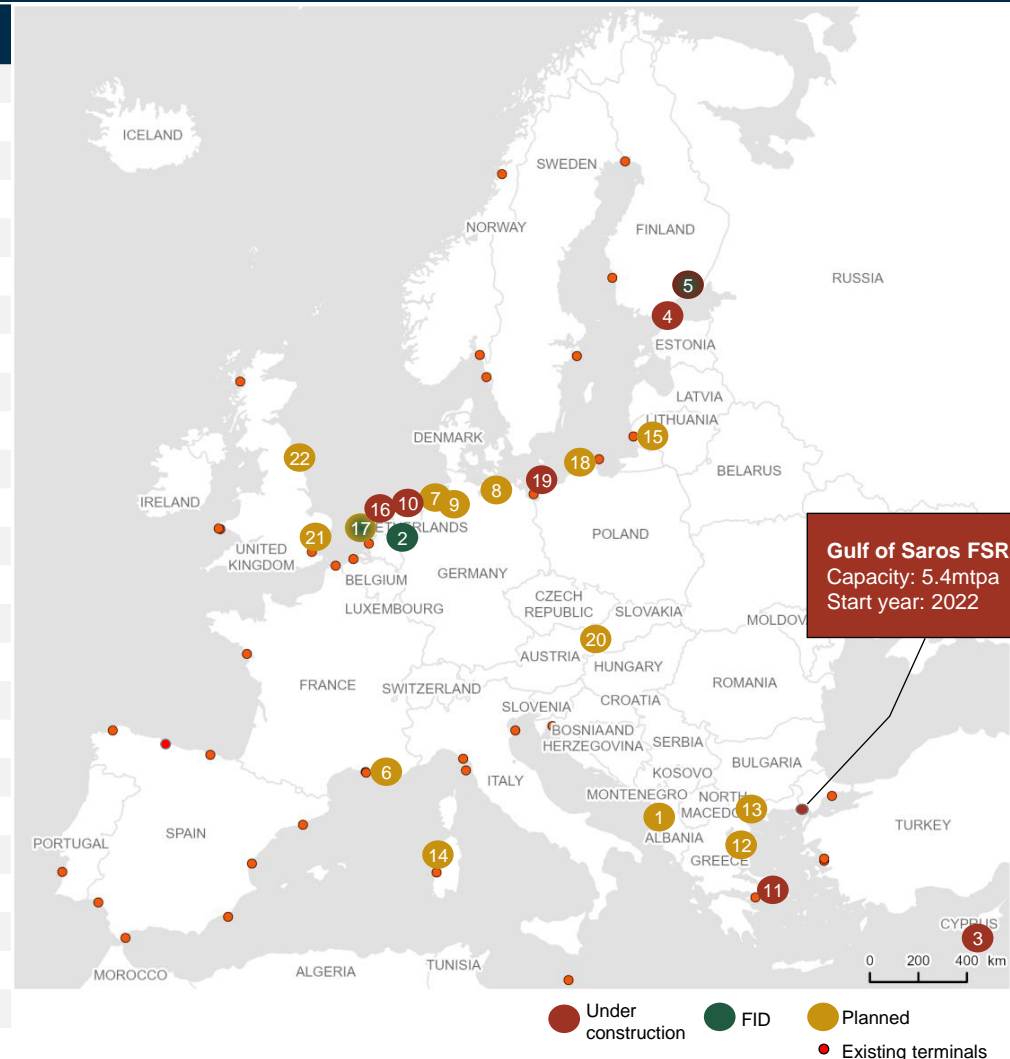 ICELAND
SWEDEN
NORWAY
FINLAND
RUSSIA
5
4
ESTONIA
LATVIA
LITHUANIA
15
DENMARK
22
18
BELARUS
19
8
7
9
10
16
IRELAND
17
NETHERLANDS
2
21
UNITED
KINGDOM
POLAND
BELGIUM
GERMANY
LUXEMBOURG
CZECH
REPUBLIC
SLOVAKIA
MOLDOV
Gulf of Saros FSR
Capacity: 5.4mtpa
Start year: 2022
20
AUSTRIA
HUNGARY
FRANCE
SWITZERLAND
ROMANIA
SLOVENIA
CROATIA
BOSNIA AND
HERZEGOVINA
SERBIA
BULGARIA
KOSOVO
6
ITALY
MONTENEGRO
NORTH
MACEDO
13
1
ALBANIA
TURKEY
12
GREECE
PORTUGAL
SPAIN
14
11
CYPRUS
3
MOROCCO
ALGERIA
TUNISIA
0 200 400 km
Under
construction
FID
Planned
Existing terminals